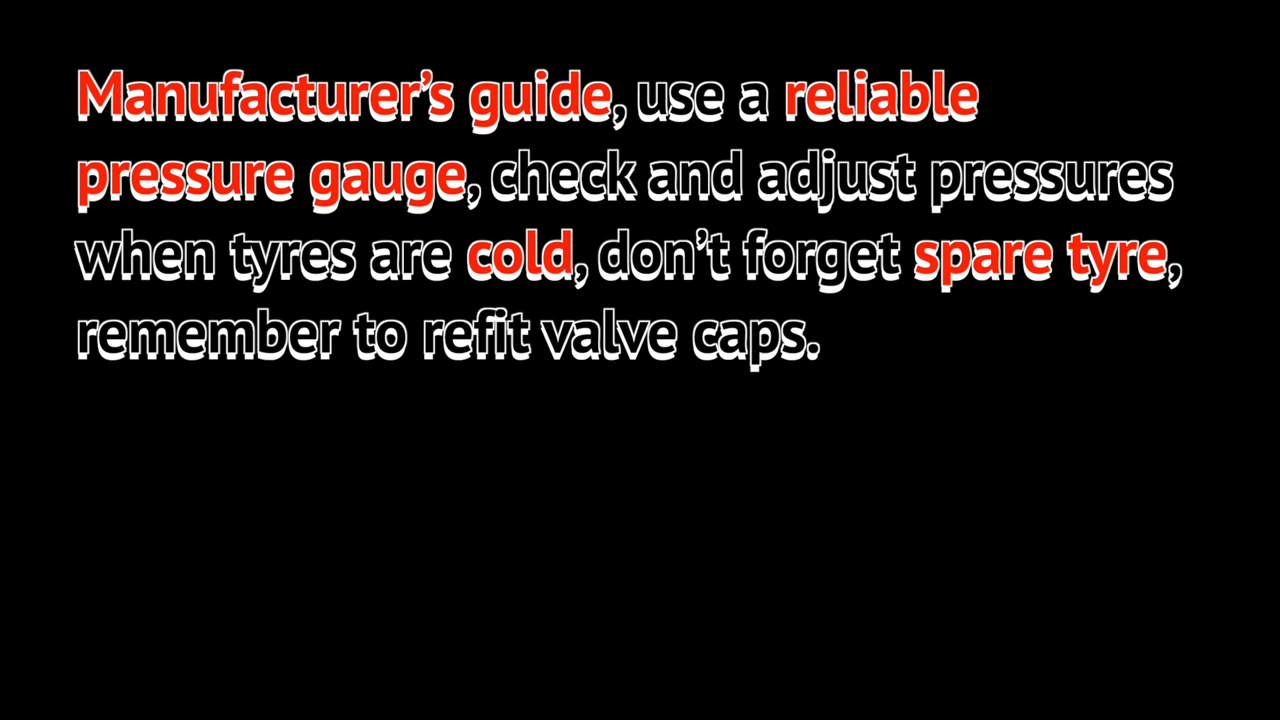 Manufacturer’s guide, use a reliable
pressure gauge, check and adjust pressures
when tyres are cold, don’t forget spare tyre,
remember to refit valve caps.